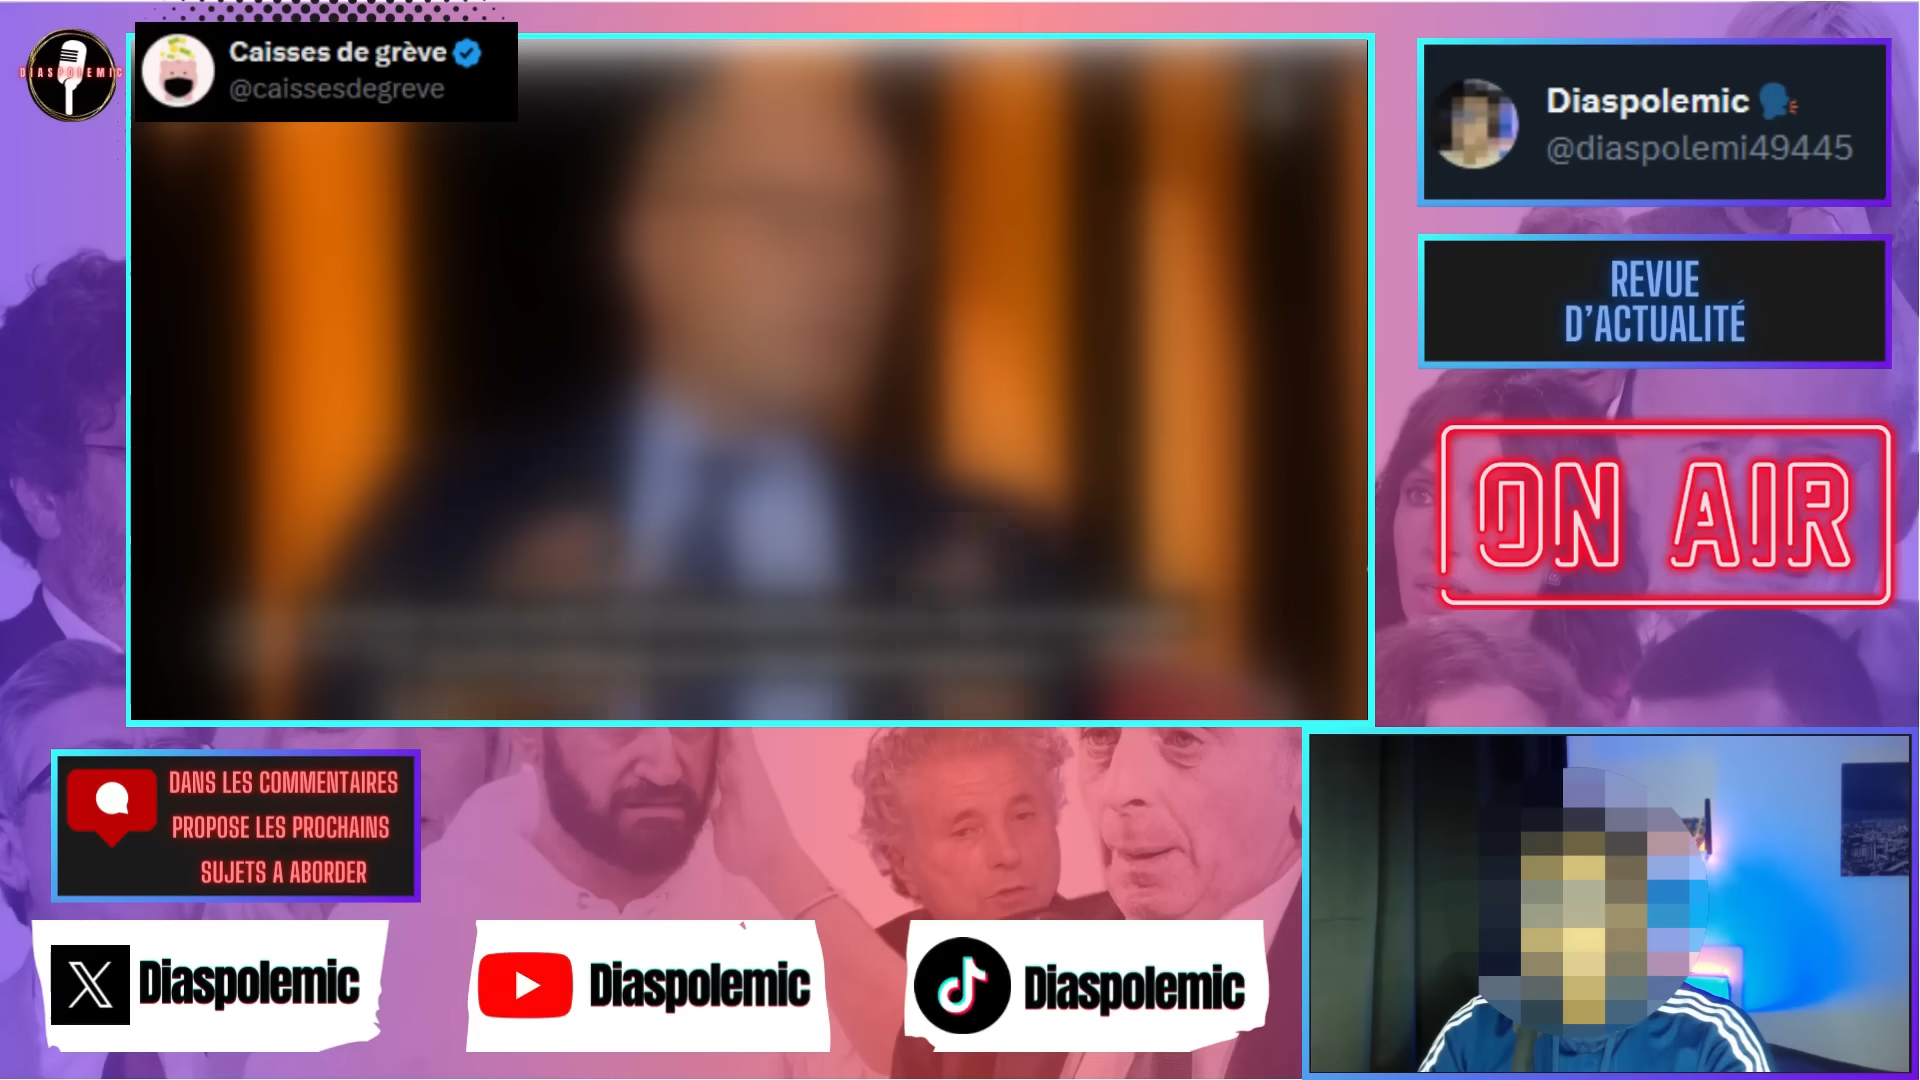 DIASPOLEMIC
Caisses de grève
@caissesdegreve
Diaspolemic
@diaspolemi49445
REVUE
D'ACTUALITÉ
ON AIR
DANS LES COMMENTAIRES
PROPOSE LES PROCHAINS
SUJETS A ABORDER
Diaspolemic
Diaspolemic
Diaspolemic